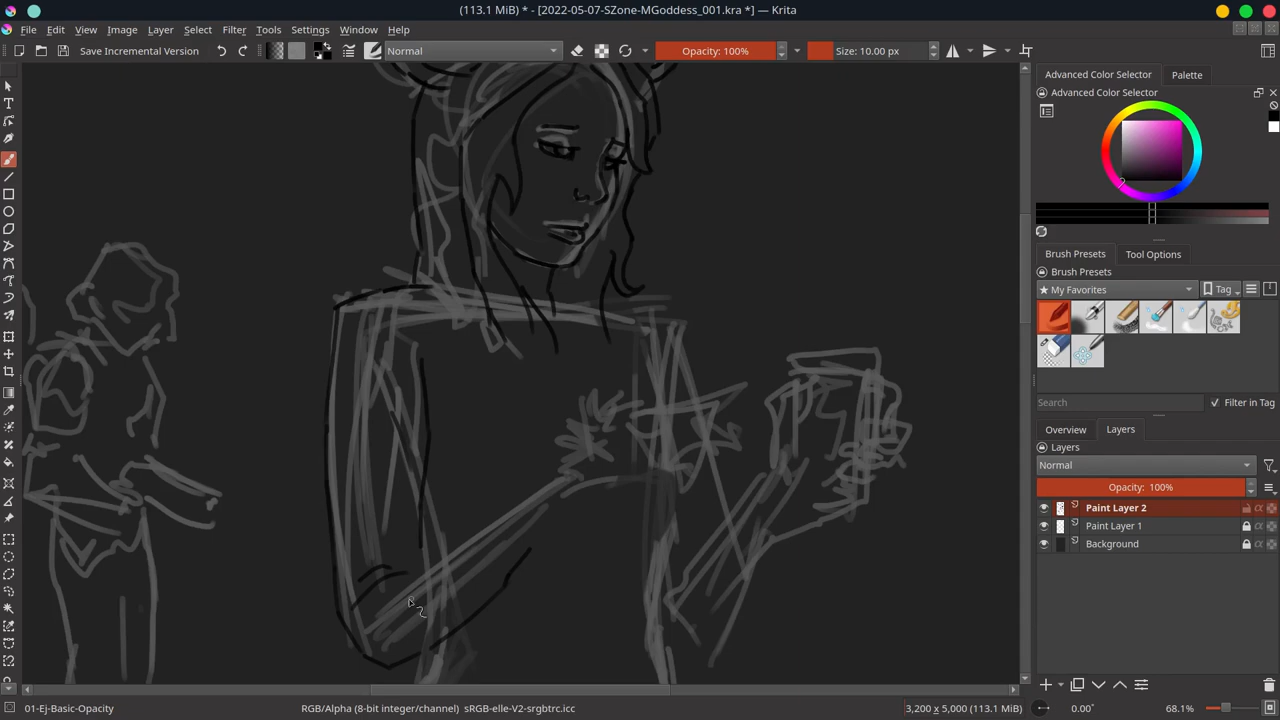 (113.1 MiB) * - [2022-05-07-SZone-MGoddess_001.kra *] — Krita
File Edit View Image Layer Select Filter Tools Settings Window Help
Save Incremental Version
Normal
Opacity: 100%
Size: 10.00 px
Advanced Color Selector
Palette
Advanced Color Selector
Brush Presets
Tool Options
Brush Presets
★ My Favorites
Tag
Search
Filter in Tag
Overview
Layers
Layers
Normal
Opacity: 100%
Paint Layer 2
Paint Layer 1
Background
01-Ej-Basic-Opacity
RGB/Alpha (8-bit integer/channel) sRGB-elle-V2-srgbtrc.icc
3,200 x 5,000 (113.1 MiB)
0.00°
68.1%